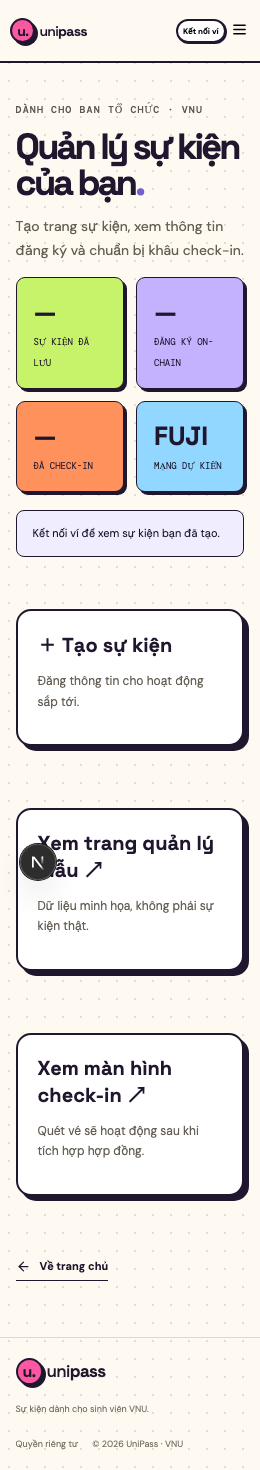 u. unipass
Kết nối ví
DÀNH CHO BAN TỔ CHỨC · VNU
Quản lý sự kiện
của bạn.
Tạo trang sự kiện, xem thông tin
đăng ký và chuẩn bị khâu check-in.
—
SỰ KIỆN ĐÃ
LƯU
—
ĐĂNG KÝ ON-
CHAIN
—
ĐÃ CHECK-IN
FUJI
MẠNG DỰ KIẾN
Kết nối ví để xem sự kiện bạn đã tạo.
+ Tạo sự kiện
Đăng thông tin cho hoạt động
sắp tới.
Xem trang quản lý
mẫu ↗
N
Dữ liệu minh họa, không phải sự
kiện thật.
Xem màn hình
check-in ↗
Quét vé sẽ hoạt động sau khi
tích hợp hợp đồng.
← Về trang chủ
u. unipass
Sự kiện dành cho sinh viên VNU.
Quyền riêng tư © 2026 UniPass · VNU